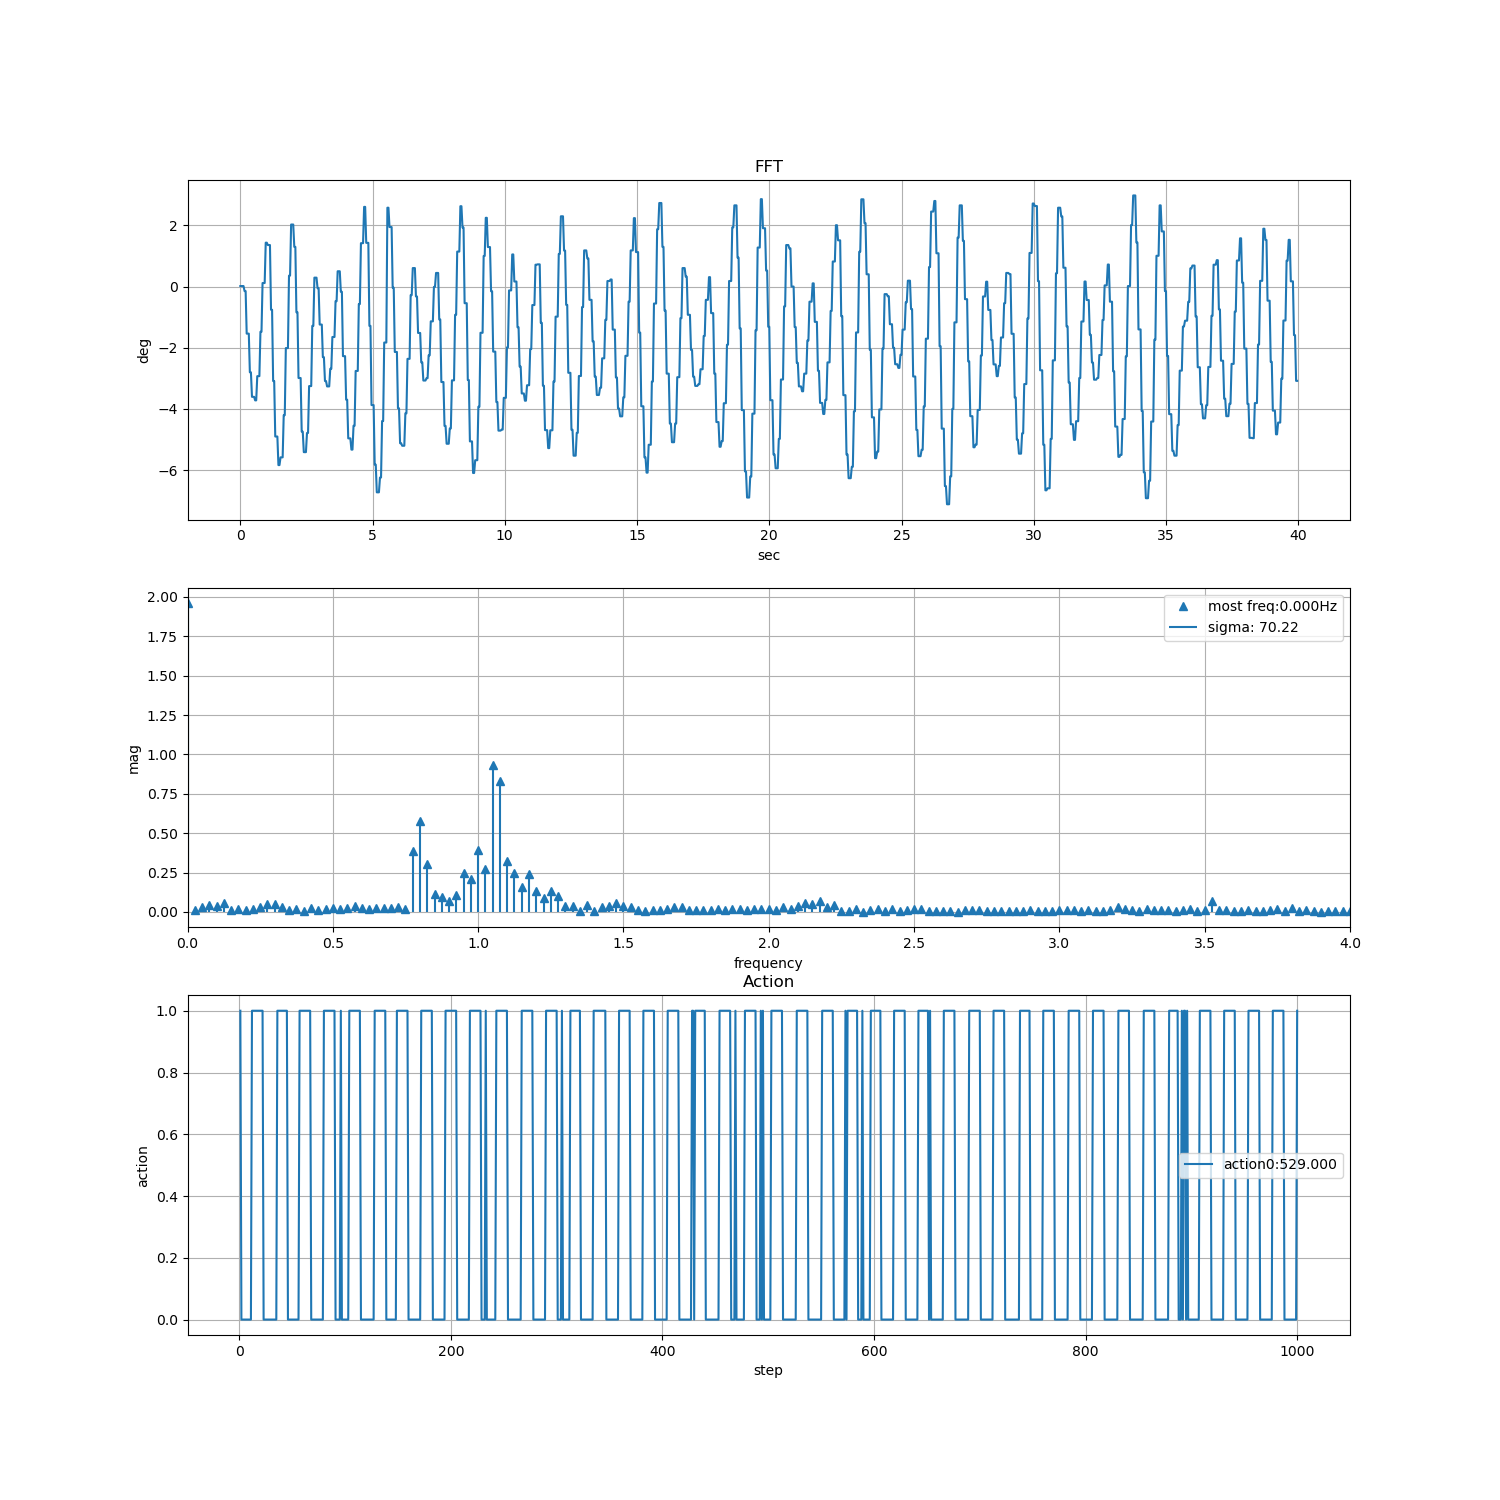 FFT
2
0
−2
−4
−6
deg
0 5 10 15 20 25 30 35 40
sec
2.00
1.75
1.50
1.25
1.00
0.75
0.50
0.25
0.00
mag
most freq:0.000Hz
sigma: 70.22
0.0 0.5 1.0 1.5 2.0 2.5 3.0 3.5 4.0
frequency
Action
1.0
0.8
0.6
0.4
0.2
0.0
action
action0:529.000
0 200 400 600 800 1000
step